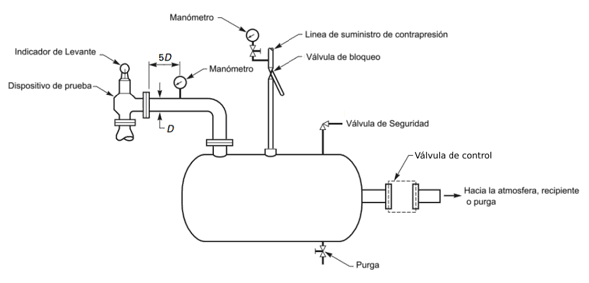 Manómetro
Linea de suministro de contrapresión
Válvula de bloqueo
Indicador de Levante
5D
Manómetro
Dispositivo de prueba
D
Válvula de Seguridad
Válvula de control
Hacia la atmosfera, recipiente
o purga
Purga